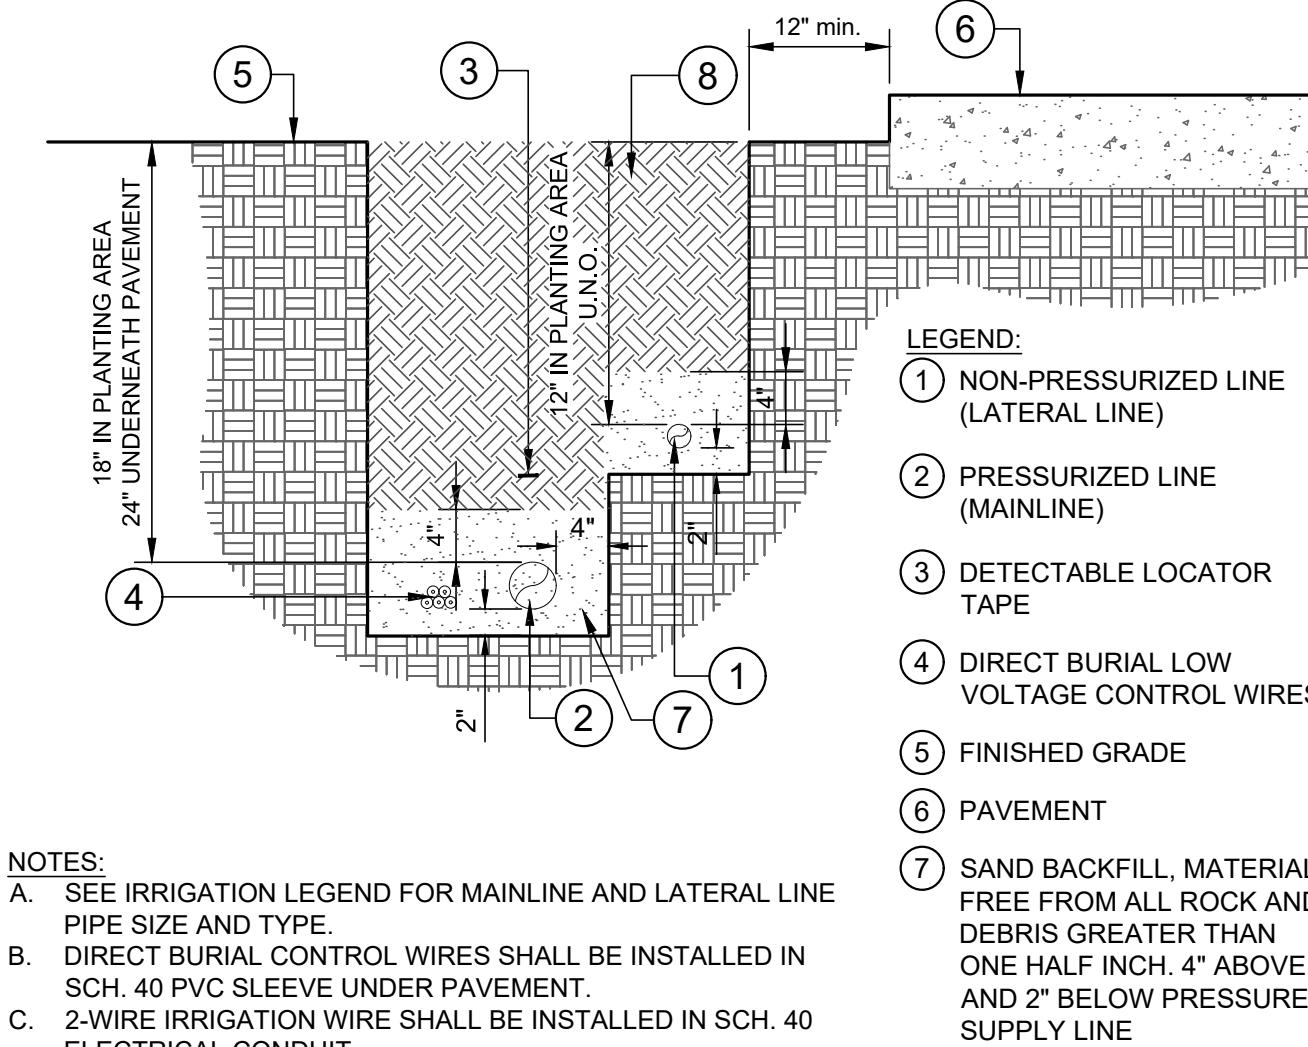 12" min.
6
5
3
8
18" IN PLANTING AREA
24" UNDERNEATH PAVEMENT
12" IN PLANTING AREA
U.N.O.
4"
4"
4"
2"
4
1
2"
2
7
LEGEND:
1 NON-PRESSURIZED LINE
(LATERAL LINE)
2 PRESSURIZED LINE
(MAINLINE)
3 DETECTABLE LOCATOR
TAPE
4 DIRECT BURIAL LOW
VOLTAGE CONTROL WIRES
5 FINISHED GRADE
6 PAVEMENT
7 SAND BACKFILL, MATERIAL
FREE FROM ALL ROCK AND
DEBRIS GREATER THAN
ONE HALF INCH. 4" ABOVE
AND 2" BELOW PRESSURE
SUPPLY LINE
NOTES:
A. SEE IRRIGATION LEGEND FOR MAINLINE AND LATERAL LINE
PIPE SIZE AND TYPE.
B. DIRECT BURIAL CONTROL WIRES SHALL BE INSTALLED IN
SCH. 40 PVC SLEEVE UNDER PAVEMENT.
C. 2-WIRE IRRIGATION WIRE SHALL BE INSTALLED IN SCH. 40
ELECTRICAL CONDUIT